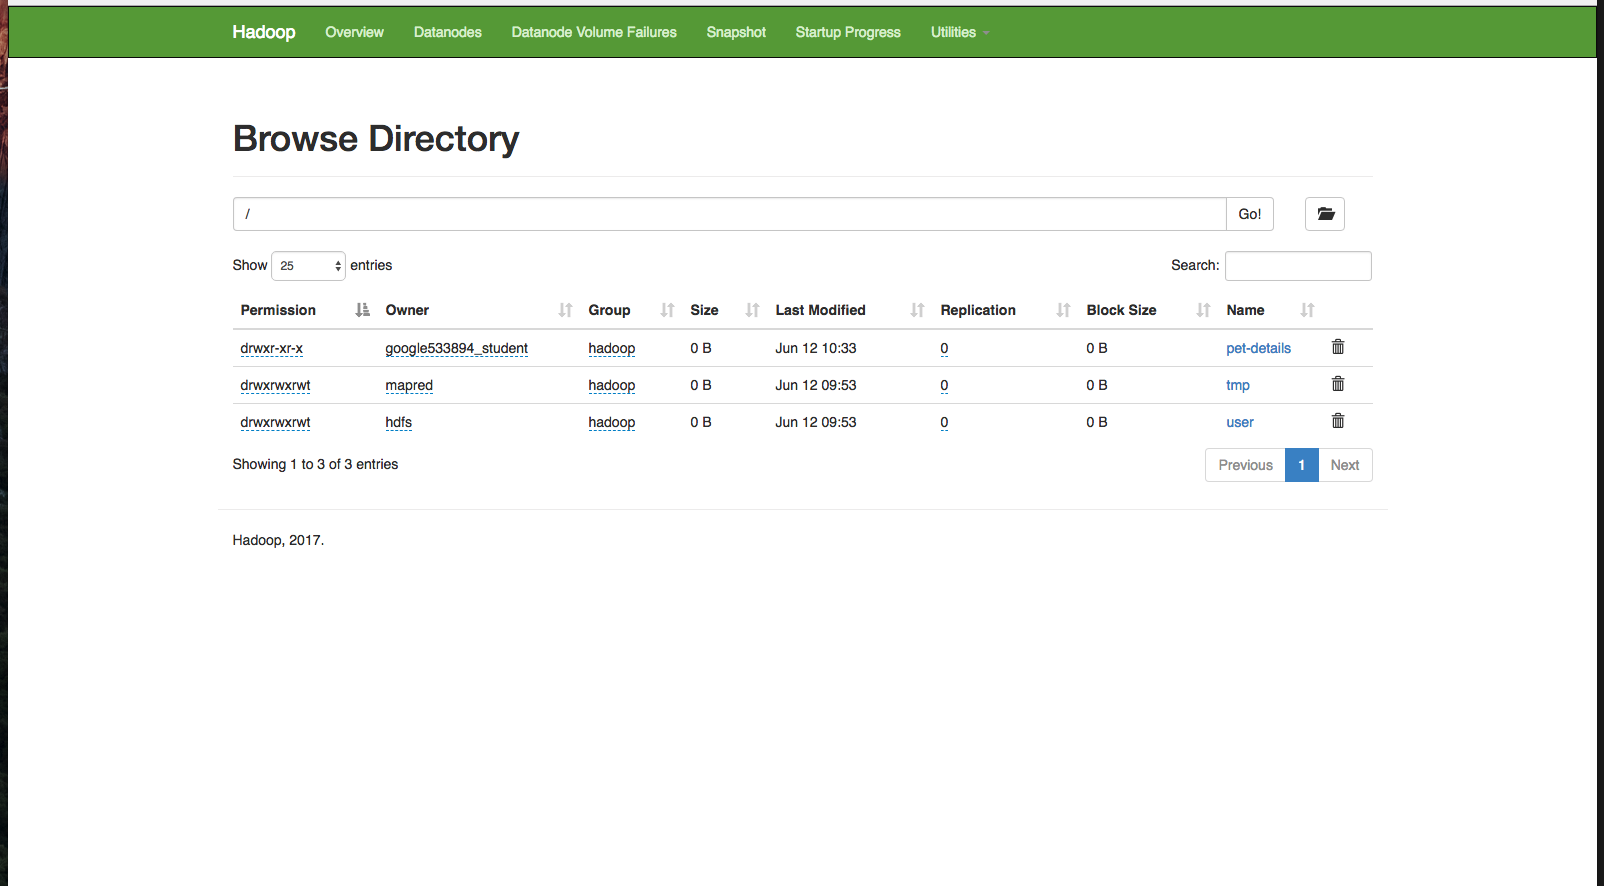 Hadoop Overview Datanodes Datanode Volume Failures Snapshot Startup Progress Utilities
Browse Directory
/ Go!
Show 25 entries Search:
Permission Owner Group Size Last Modified Replication Block Size Name
drwxr-xr-x google533894_student hadoop 0 B Jun 12 10:33 0 0 B pet-details
drwxrwxrwt mapred hadoop 0 B Jun 12 09:53 0 0 B tmp
drwxrwxrwt hdfs hadoop 0 B Jun 12 09:53 0 0 B user
Showing 1 to 3 of 3 entries Previous 1 Next
Hadoop, 2017.